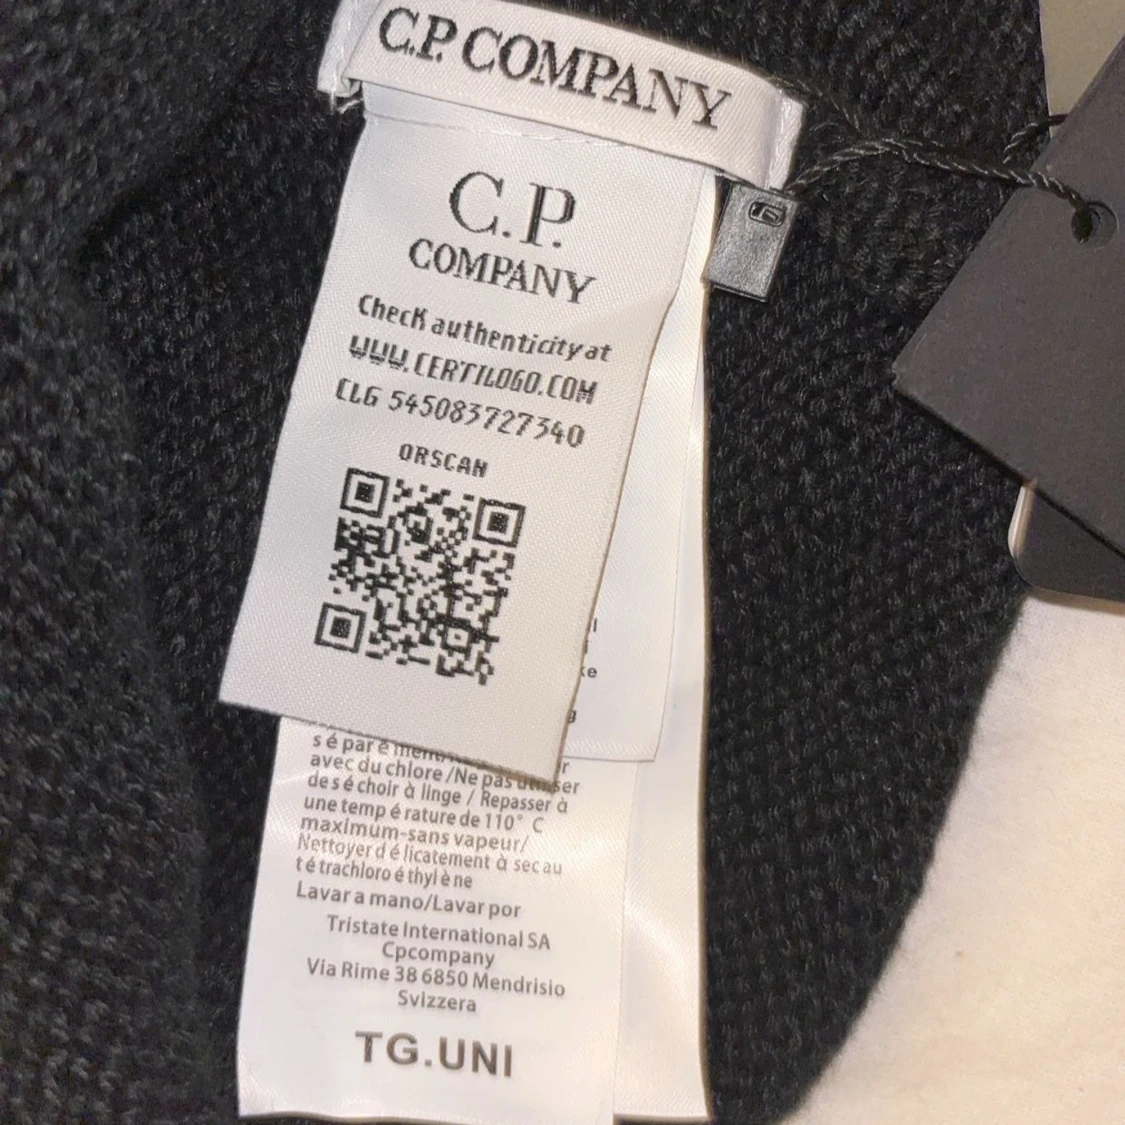 C.P. COMPANY
C.P.
COMPANY
Check authenticity at
WWW.CERTILOGO.COM
CLG 545083727340
ORSCAN
avec du chlore /Ne pas utiliser
de s é choir à linge / Repasser à
une temp é rature de 110° C
maximum-sans vapeur/
Nettoyer d é licatement à sec au
t é trachloro é thyl è ne
Lavar a mano/Lavar por
Tristate International SA
Cpcompany
Via Rime 38 6850 Mendrisio
Svizzera
TG.UNI